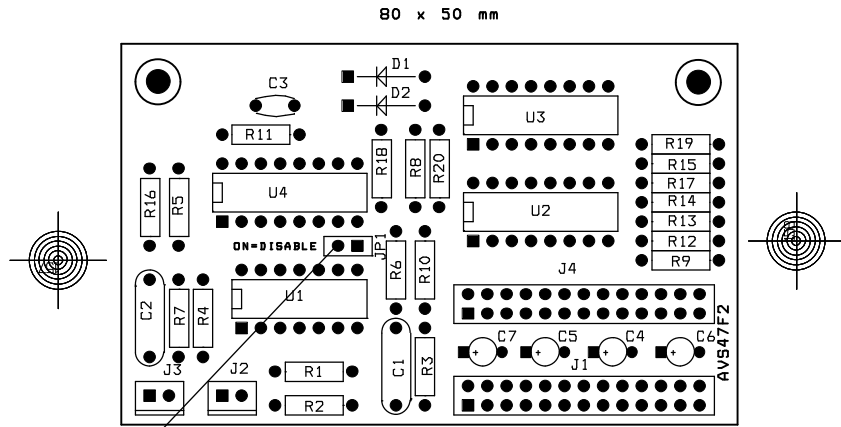 80 x 50 mm
D1
C3
D2
U3
R11
R19
R18
R8
R20
R15
R17
R16
R5
U4
U2
R14
R13
ON=DISABLE
JP1
R12
R6
R10
R9
J4
C2
R7
R4
U1
C7
C5
C4
C6
AVS47F2
J3
J2
R1
C1
R3
J1
R2